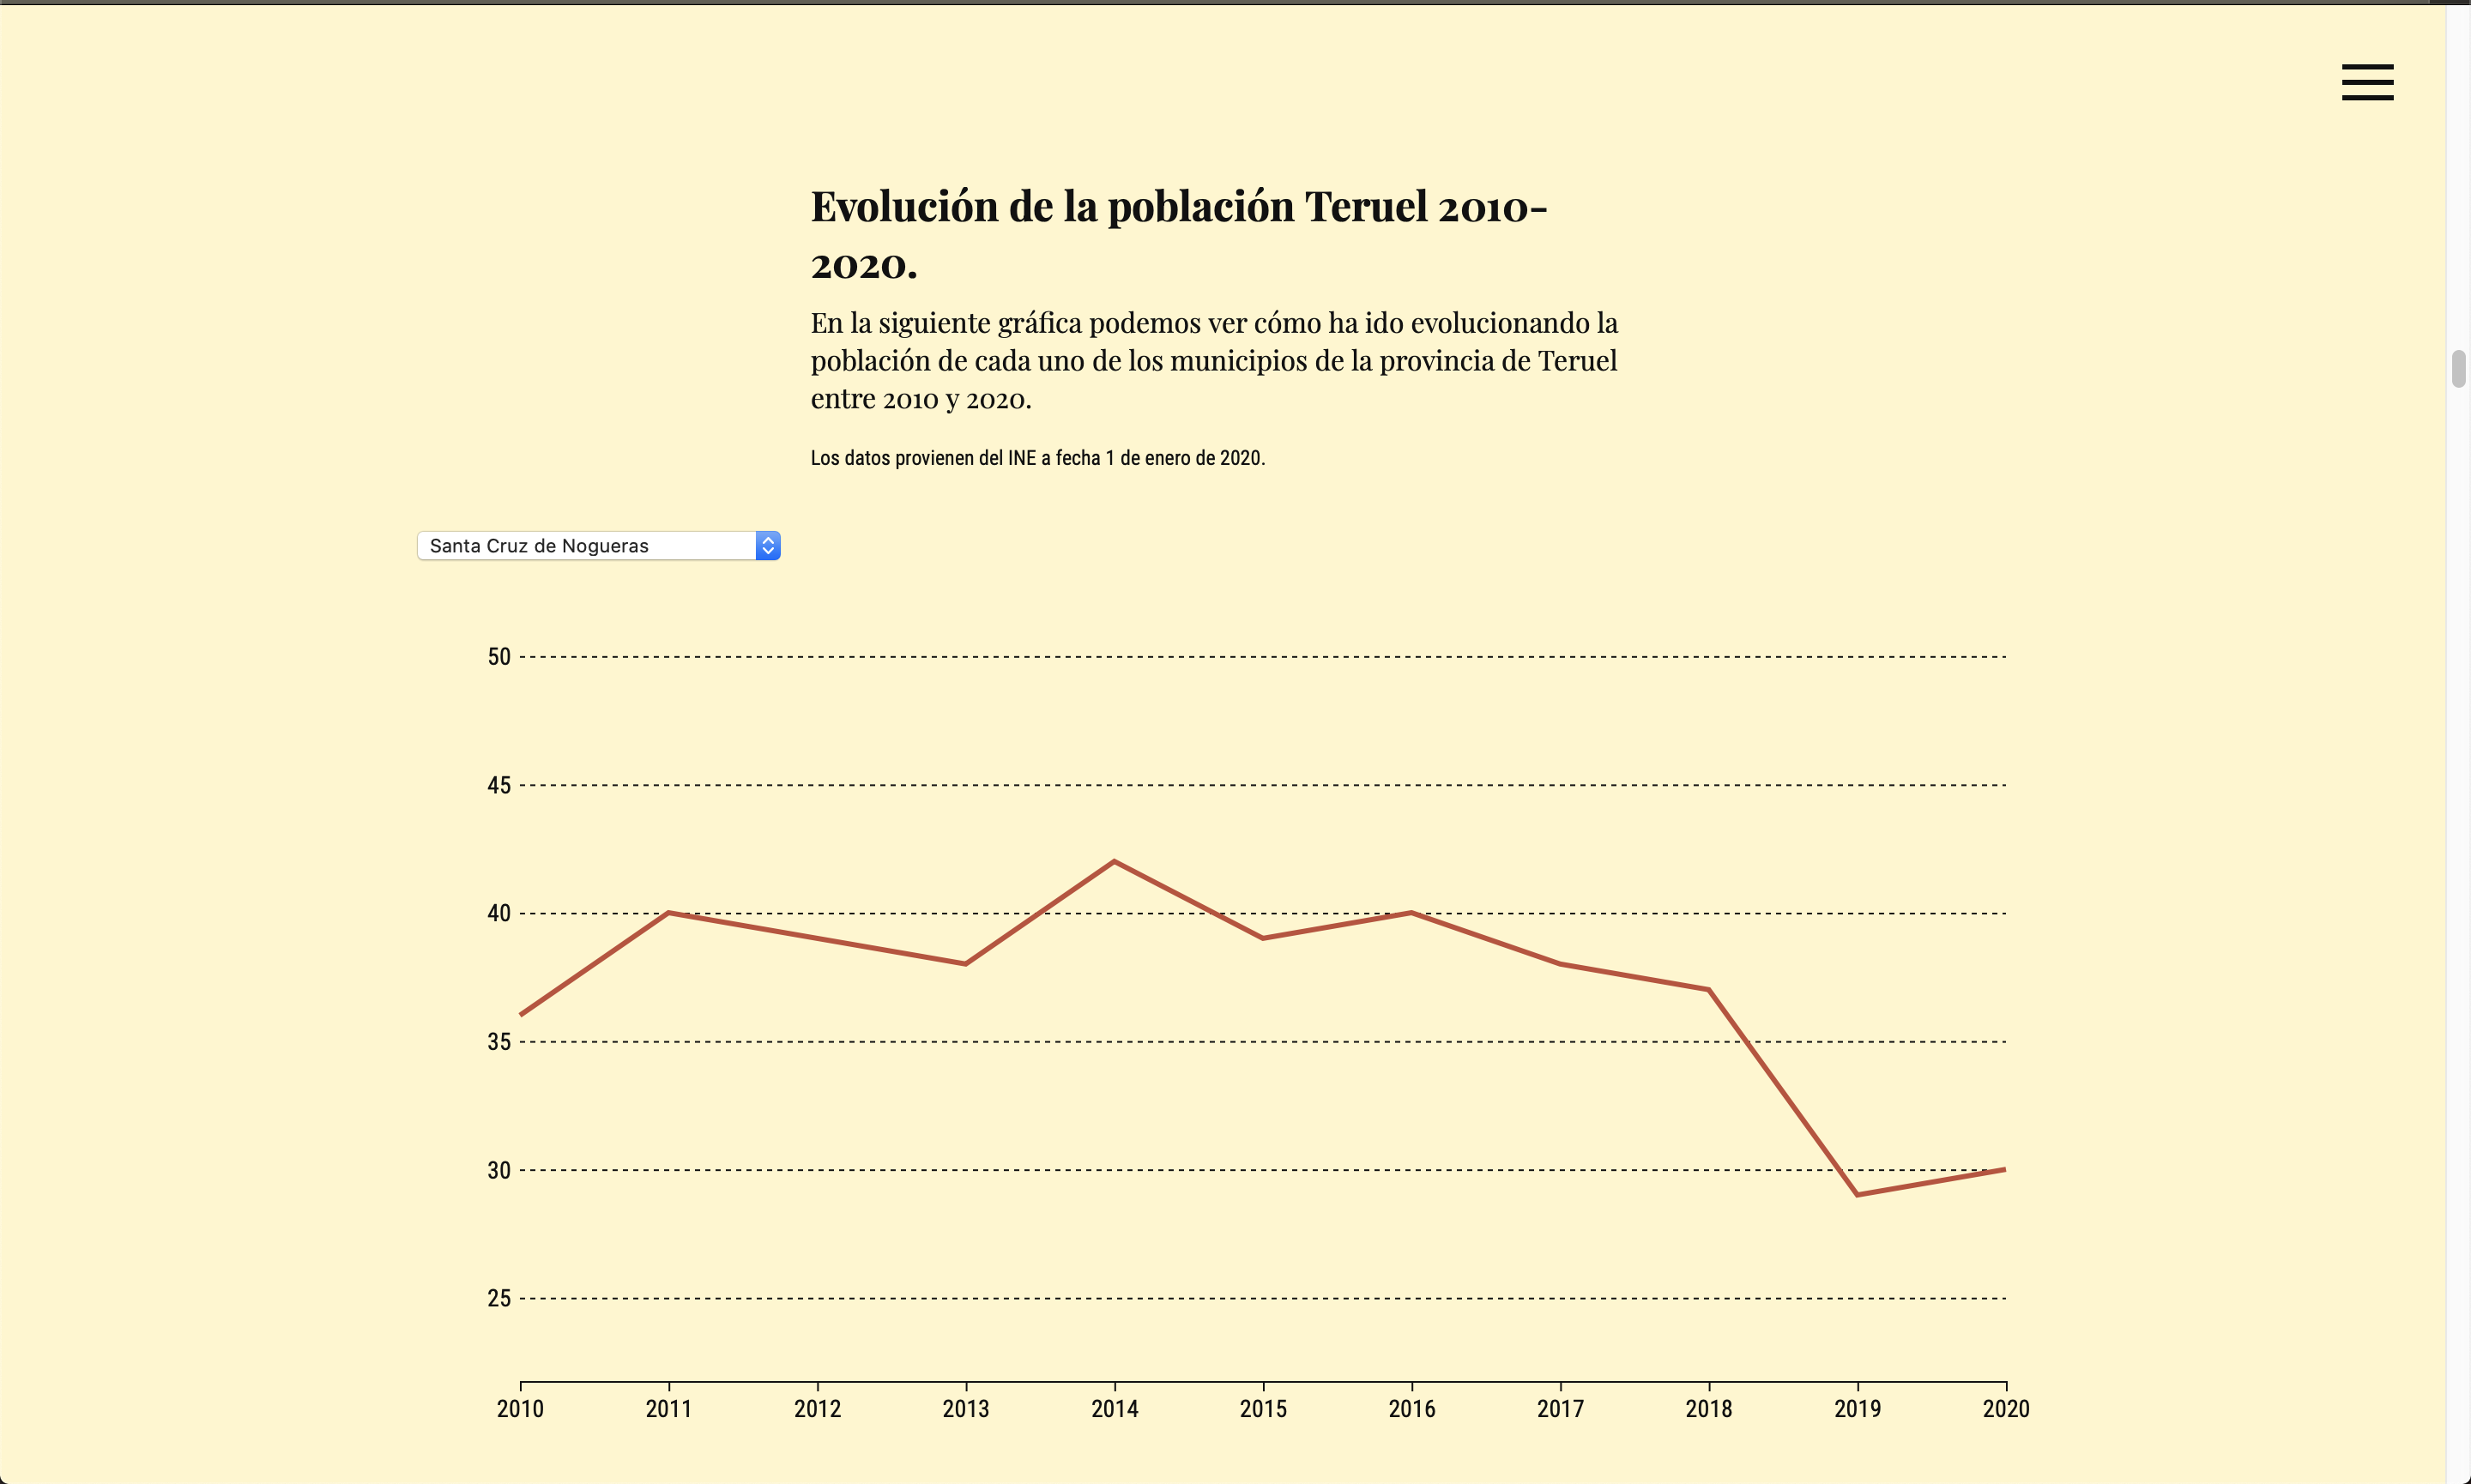 Evolución de la población Teruel 2010-
2020.
En la siguiente gráfica podemos ver cómo ha ido evolucionando la
población de cada uno de los municipios de la provincia de Teruel
entre 2010 y 2020.
Los datos provienen del INE a fecha 1 de enero de 2020.
Santa Cruz de Nogueras
50
45
40
35
30
25
2010 2011 2012 2013 2014 2015 2016 2017 2018 2019 2020